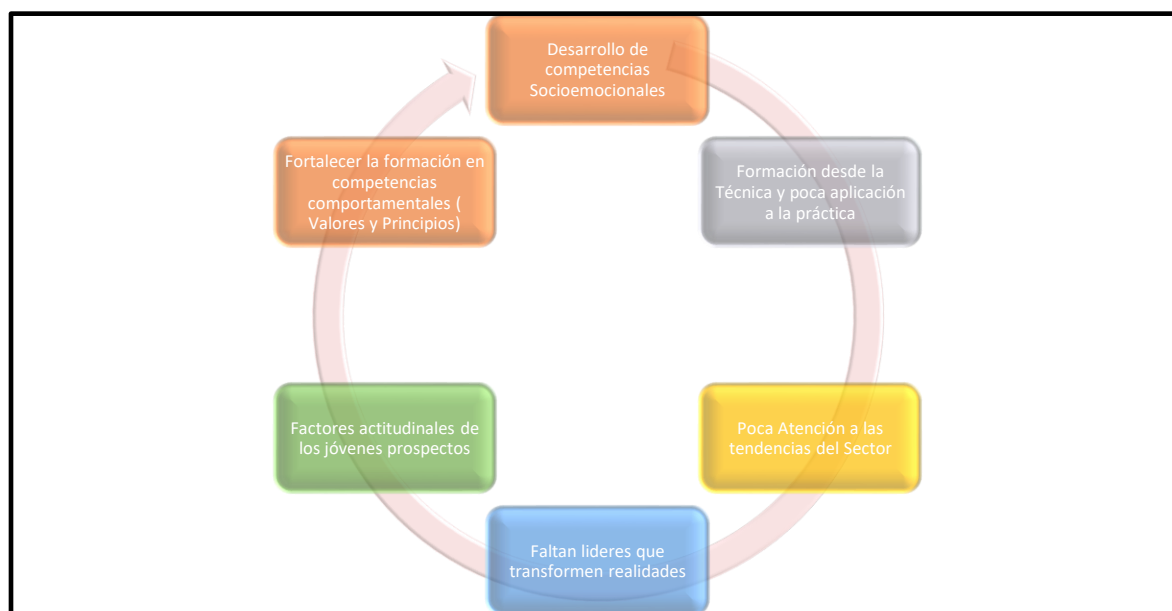 Desarrollo de
competencias
Socioemocionales
Formación desde la
Técnica y poca aplicación
a la práctica
Poca Atención a las
tendencias del Sector
Faltan lideres que
transformen realidades
Factores actitudinales de
los jóvenes prospectos
Fortalecer la formación en
competencias
comportamentales (
Valores y Principios)